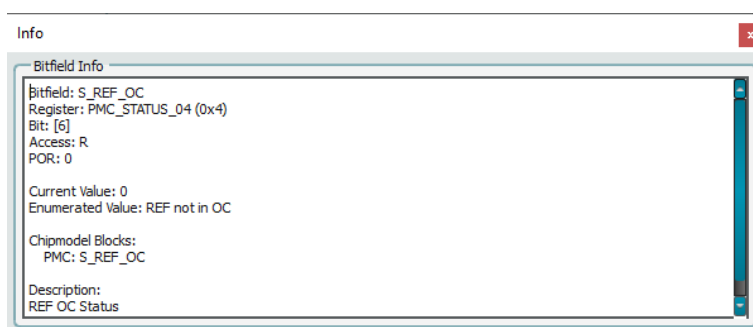 Info
x
Bitfield Info
Bitfield: S_REF_OC
Register: PMC_STATUS_04 (0x4)
Bit: [6]
Access: R
POR: 0
Current Value: 0
Enumerated Value: REF not in OC
Chipmodel Blocks:
PMC: S_REF_OC
Description:
REF OC Status